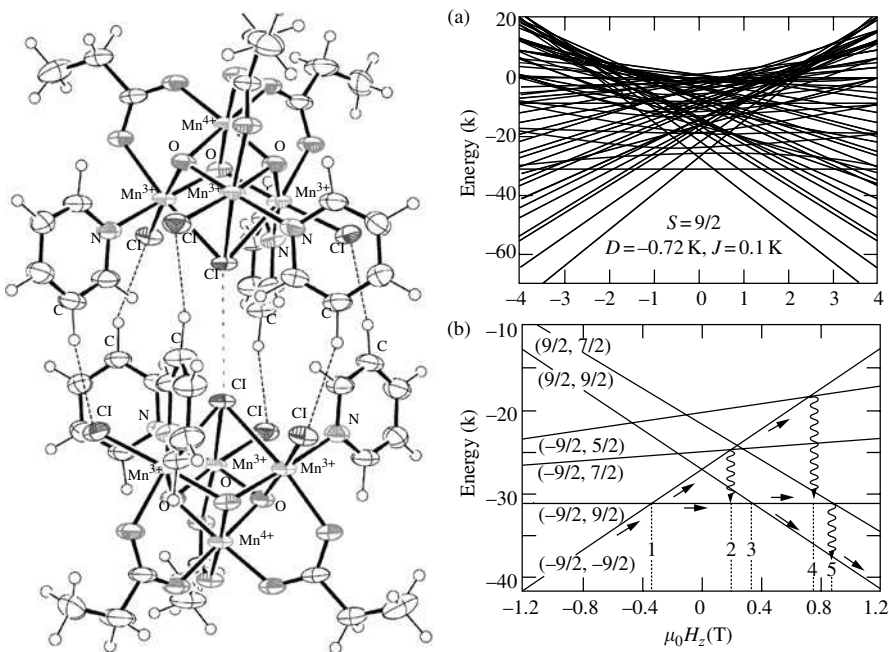 Mn4+
O
O
O
Mn3+
Mn3+
Mn3+
N
Cl
Cl
C
N
N
Cl
Cl
C
C
C
C
C
Cl
Cl
Cl
Cl
N
N
Mn3+
Mn3+
Mn3+
O
O
O
Mn4+
(a)
20
0
−20
−40
−60
Energy (k)
S = 9/2
D = −0.72 K, J = 0.1 K
−4 −3 −2 −1 0 1 2 3 4
(b)
−10
−20
−30
−40
Energy (k)
(9/2, 7/2)
(9/2, 9/2)
(−9/2, 5/2)
(−9/2, 7/2)
(−9/2, 9/2)
(−9/2, −9/2)
1 2 3 4 5
−1.2 −0.8 −0.4 0 0.4 0.8 1.2
μ0Hz(T)